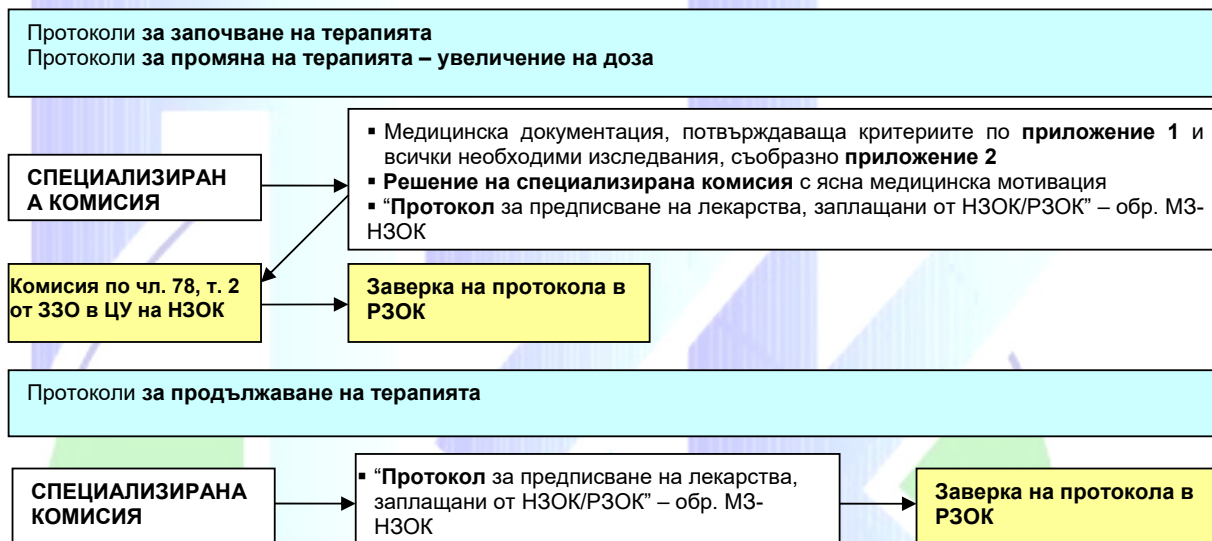 Протоколи за започване на терапията
Протоколи за промяна на терапията – увеличение на доза
СПЕЦИАЛИЗИРАН
А КОМИСИЯ
▪ Медицинска документация, потвърждаваща критериите по приложение 1 и
всички необходими изследвания, съобразно приложение 2
▪ Решение на специализирана комисия с ясна медицинска мотивация
▪ “Протокол за предписване на лекарства, заплащани от НЗОК/РЗОК” – обр. МЗ-
НЗОК
Комисия по чл. 78, т. 2
от ЗЗО в ЦУ на НЗОК
Заверка на протокола в
РЗОК
Протоколи за продължаване на терапията
СПЕЦИАЛИЗИРАНА
КОМИСИЯ
▪ “Протокол за предписване на лекарства,
заплащани от НЗОК/РЗОК” – обр. МЗ-
НЗОК
Заверка на протокола в
РЗОК